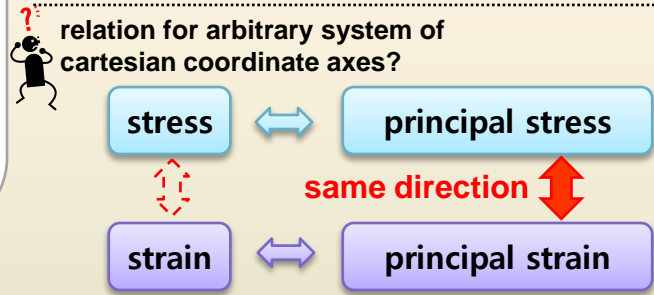 ?
relation for arbitrary system of
cartesian coordinate axes?
stress
principal stress
same direction
strain
principal strain